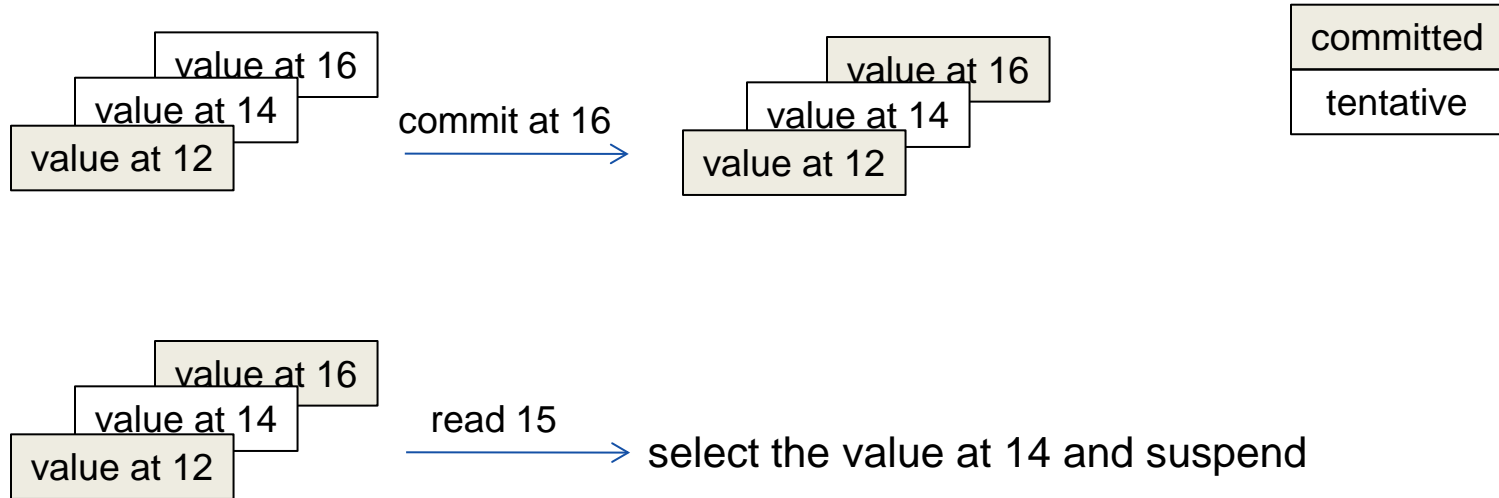 value at 16
value at 14
value at 12
commit at 16
value at 16
value at 14
value at 12
committed
tentative
value at 16
value at 14
value at 12
read 15
select the value at 14 and suspend